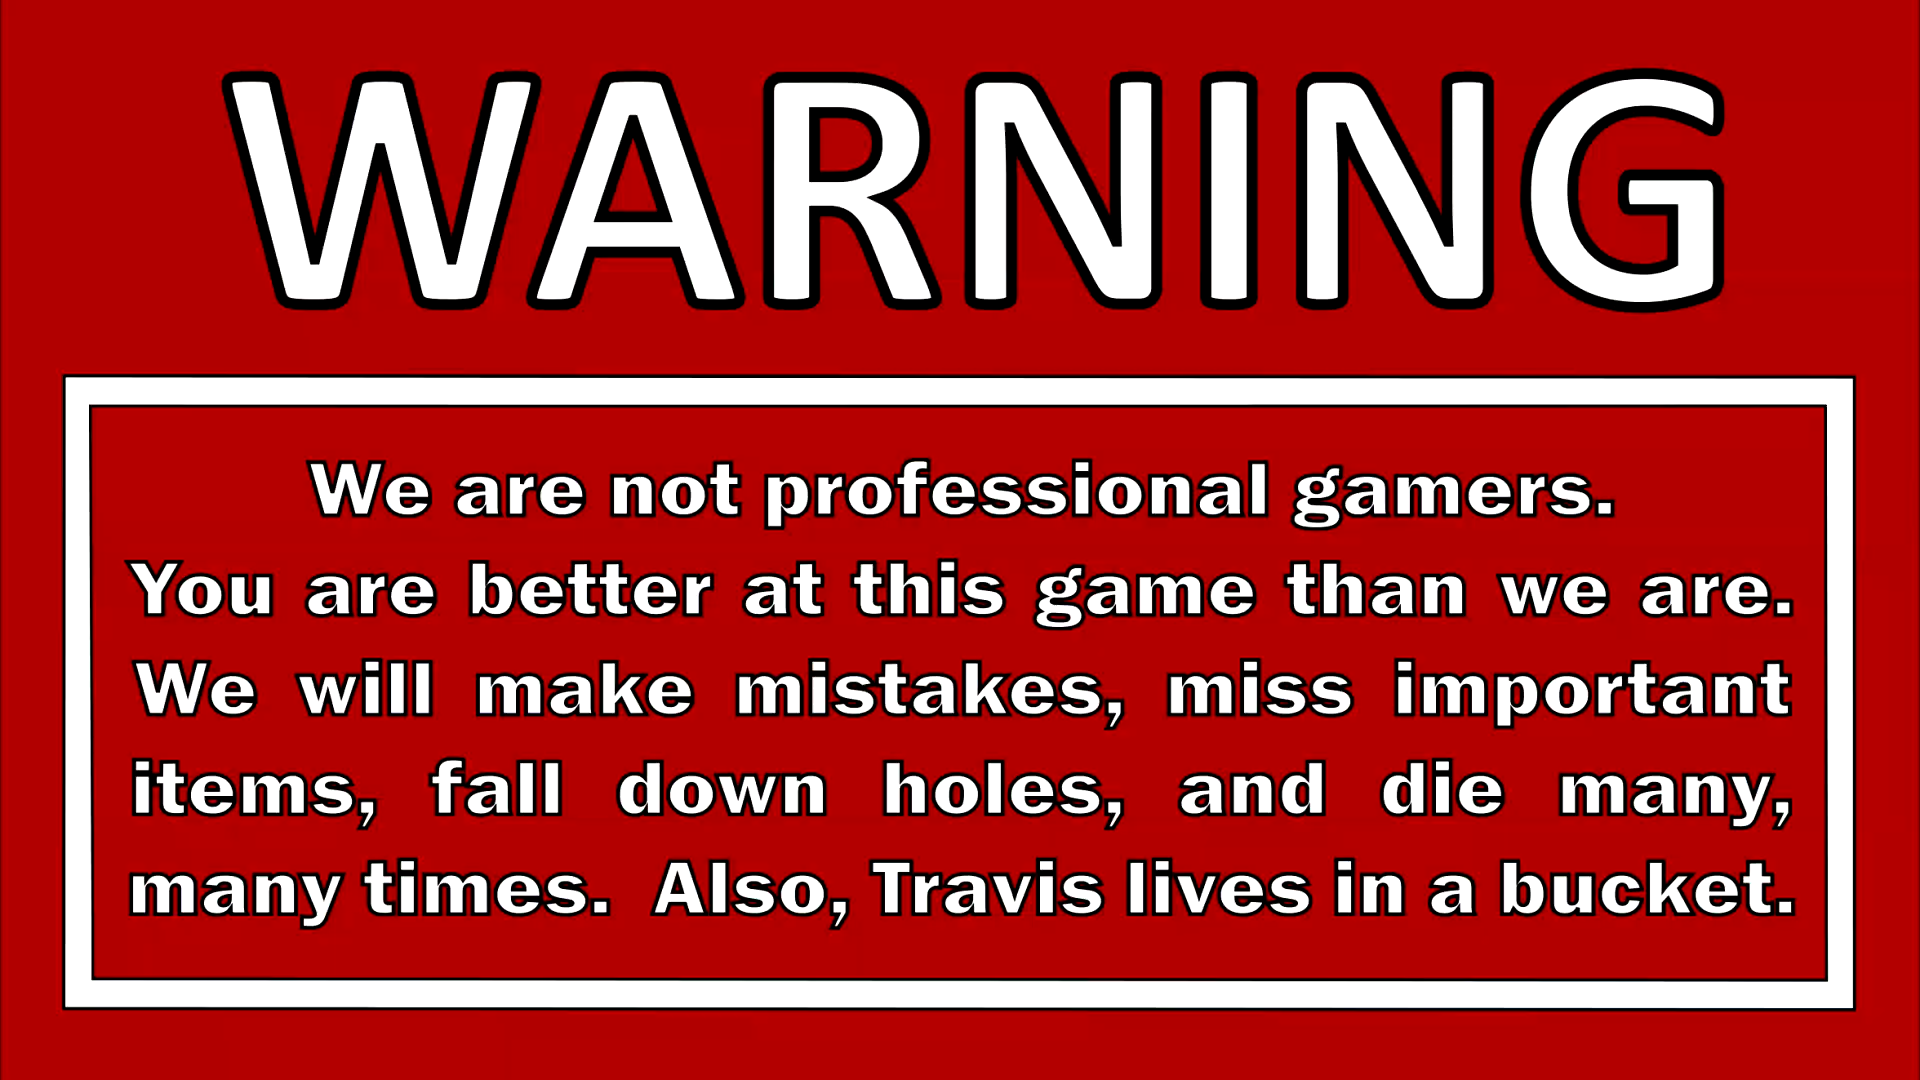 WARNING
We are not professional gamers.
You are better at this game than we are.
We will make mistakes, miss important
items, fall down holes, and die many,
many times.  Also, Travis lives in a bucket.